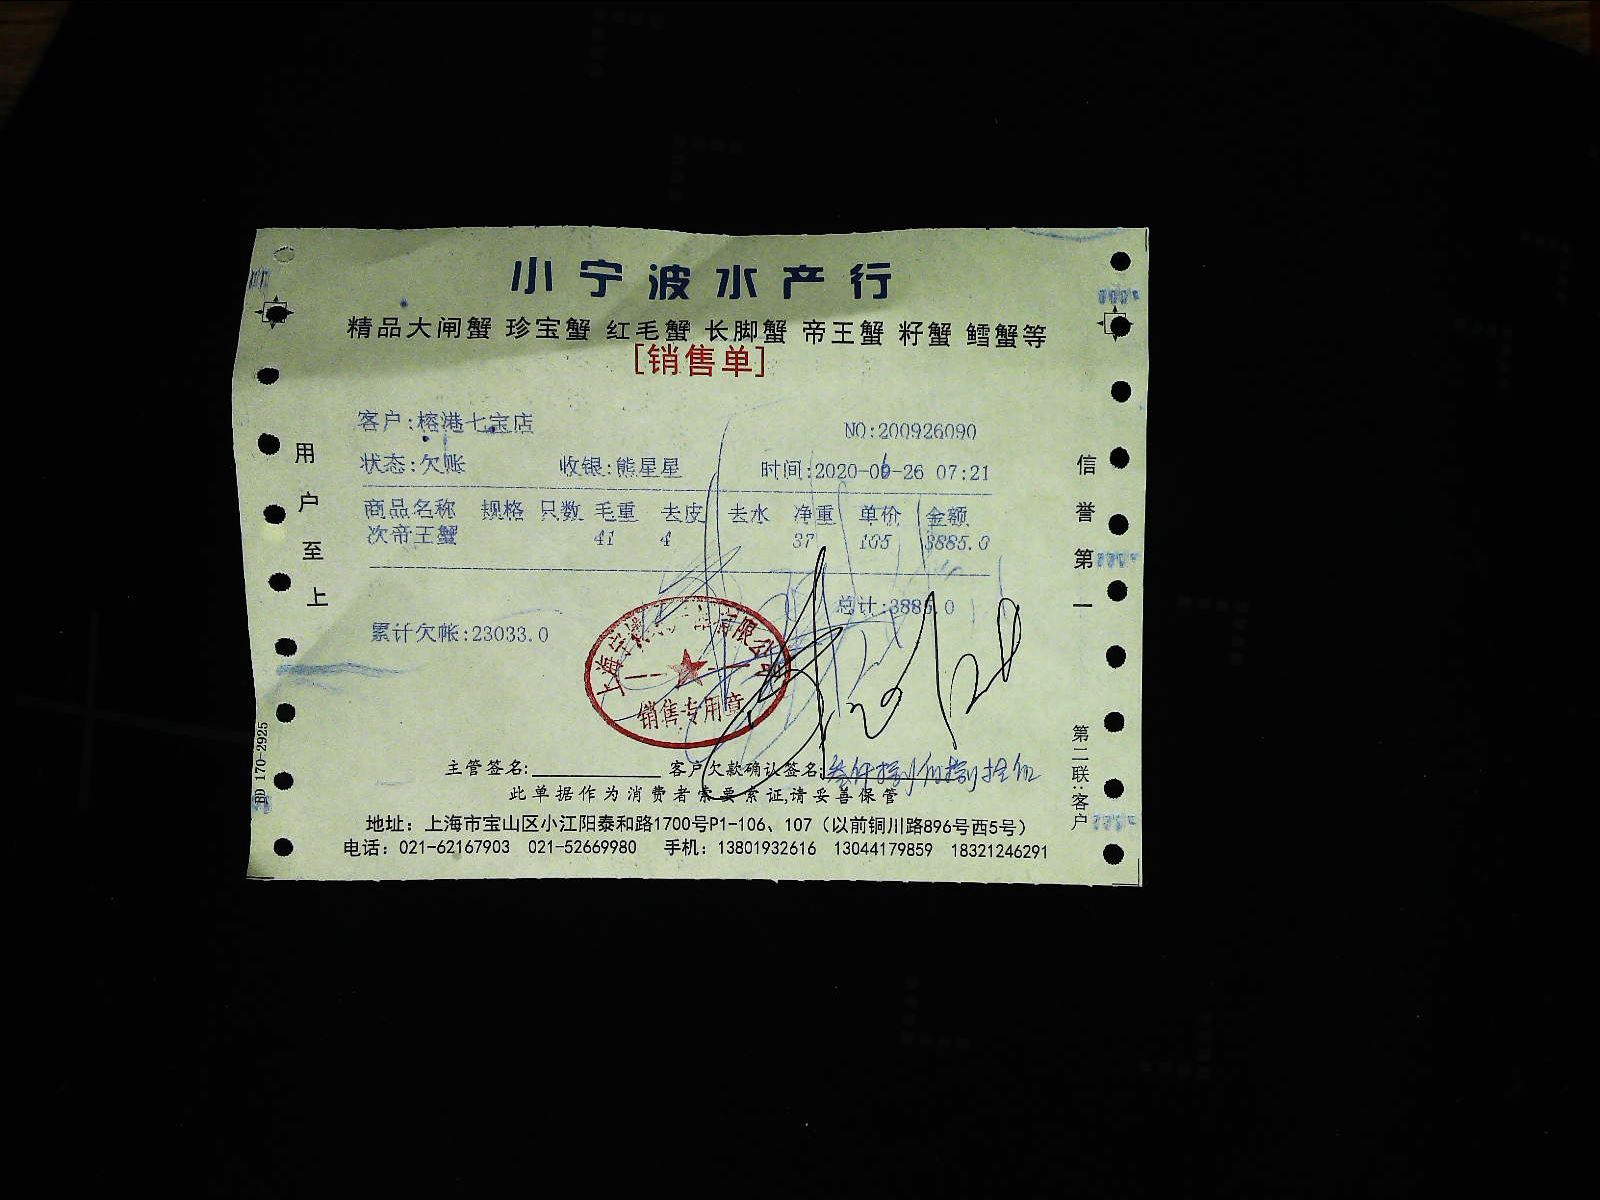 小宁波水产行
精品大闸蟹 珍宝蟹 红毛蟹 长脚蟹 帝王蟹 籽蟹 鳕蟹等
[销售单]
客户:榕港七宝店
NO:200926090
状态:欠账 收银:熊星星 时间:2020-0-26 07:21
商品名称 规格 只数 毛重 去皮 去水 净重 单价 金额
次帝王蟹 41 4 37 105 3885.0
总计:3885.0
累计欠帐:23033.0
销售专用章
主管签名: 客户欠款确认签名:
此单据作为消费者索要索证,请妥善保管
地址：上海市宝山区小江阳泰和路1700号P1-106、107（以前铜川路896号西5号）
电话：021-62167903 021-52669980 手机：13801932616 13044179859 18321246291
用户至上
信誉第一
第二联:客户
170-2925